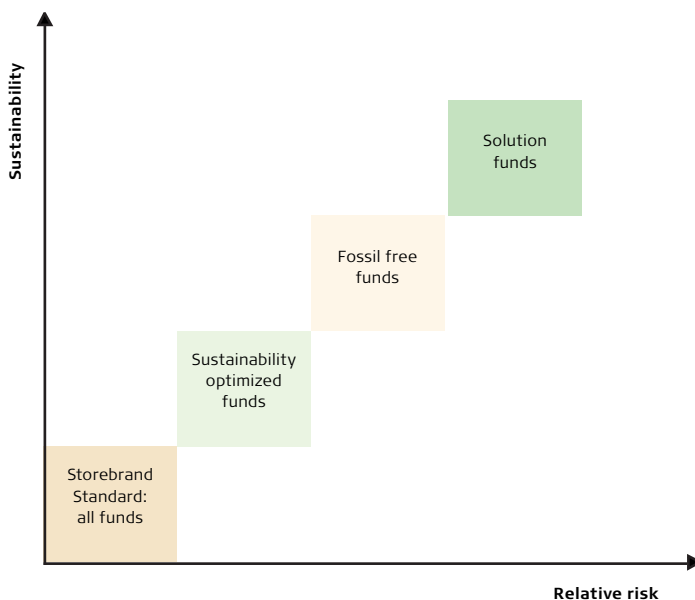 Sustainability
Solution
funds
Fossil free
funds
Sustainability
optimized
funds
Storebrand
Standard:
all funds
Relative risk